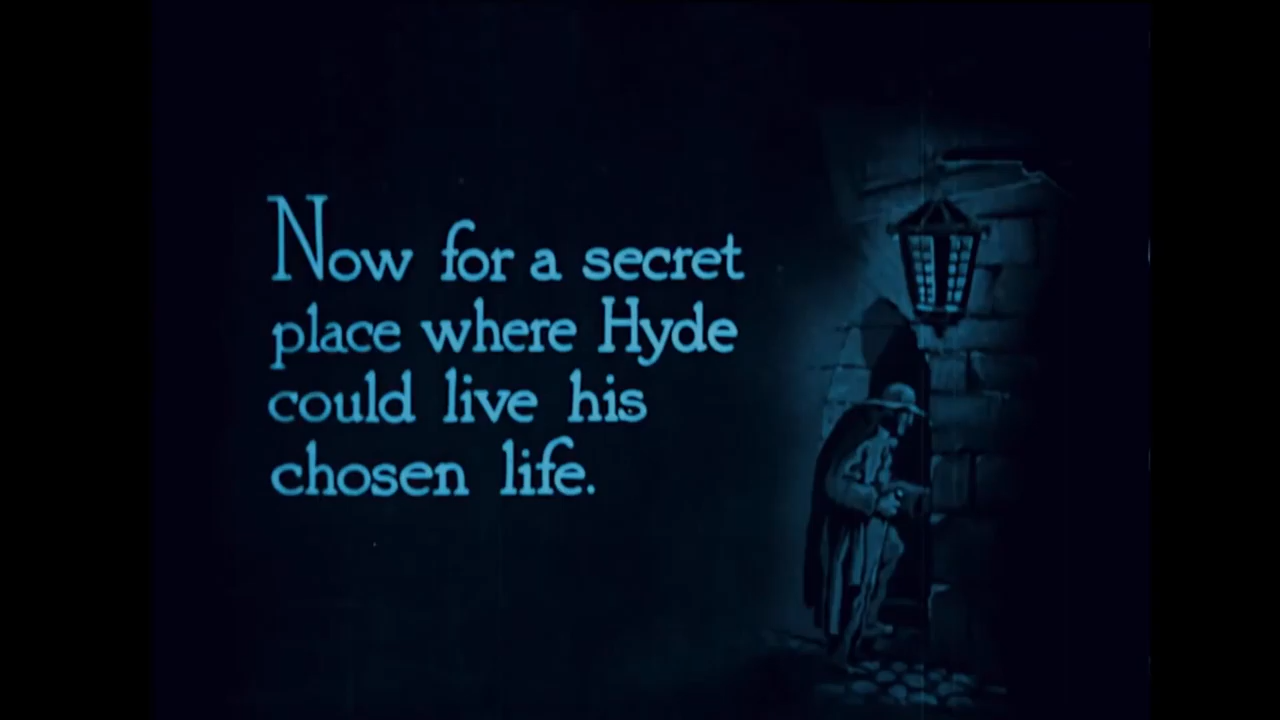 Now for a secret
place where Hyde
could live his
chosen life.